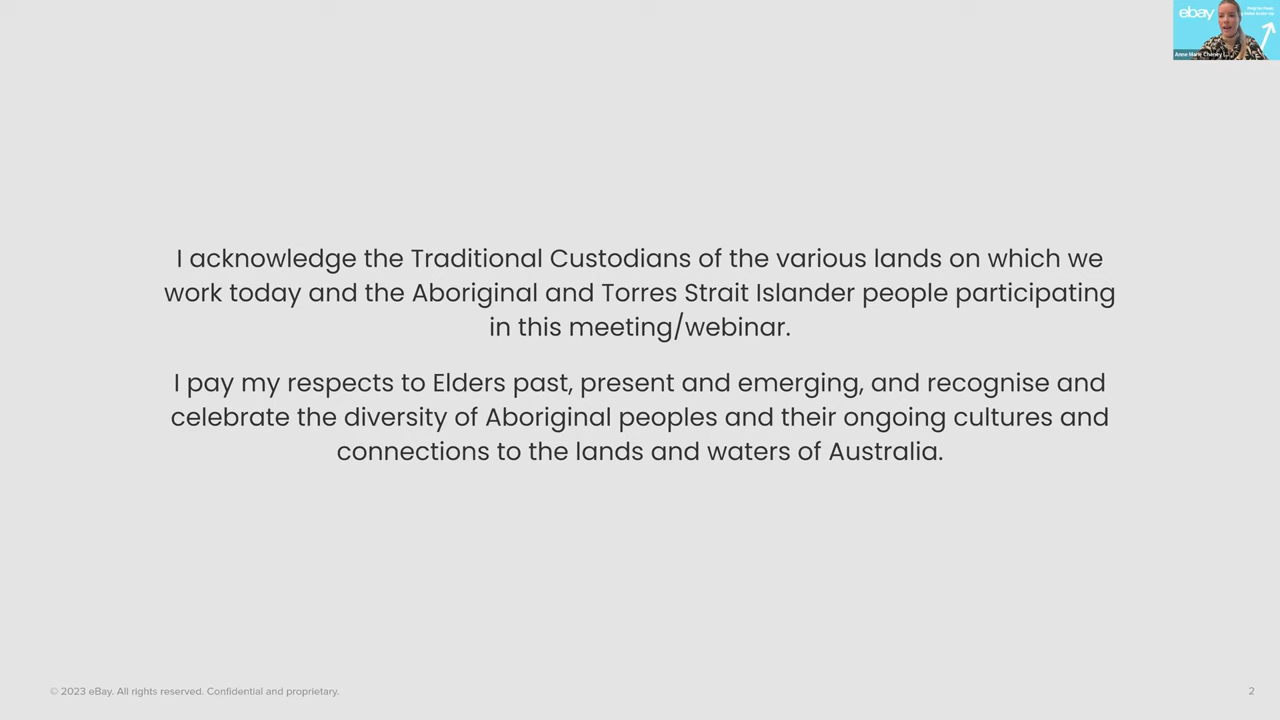 ebay
Anne Marie Chaney
I acknowledge the Traditional Custodians of the various lands on which we
work today and the Aboriginal and Torres Strait Islander people participating
in this meeting/webinar.
I pay my respects to Elders past, present and emerging, and recognise and
celebrate the diversity of Aboriginal peoples and their ongoing cultures and
connections to the lands and waters of Australia.
© 2023 eBay. All rights reserved. Confidential and proprietary.
2